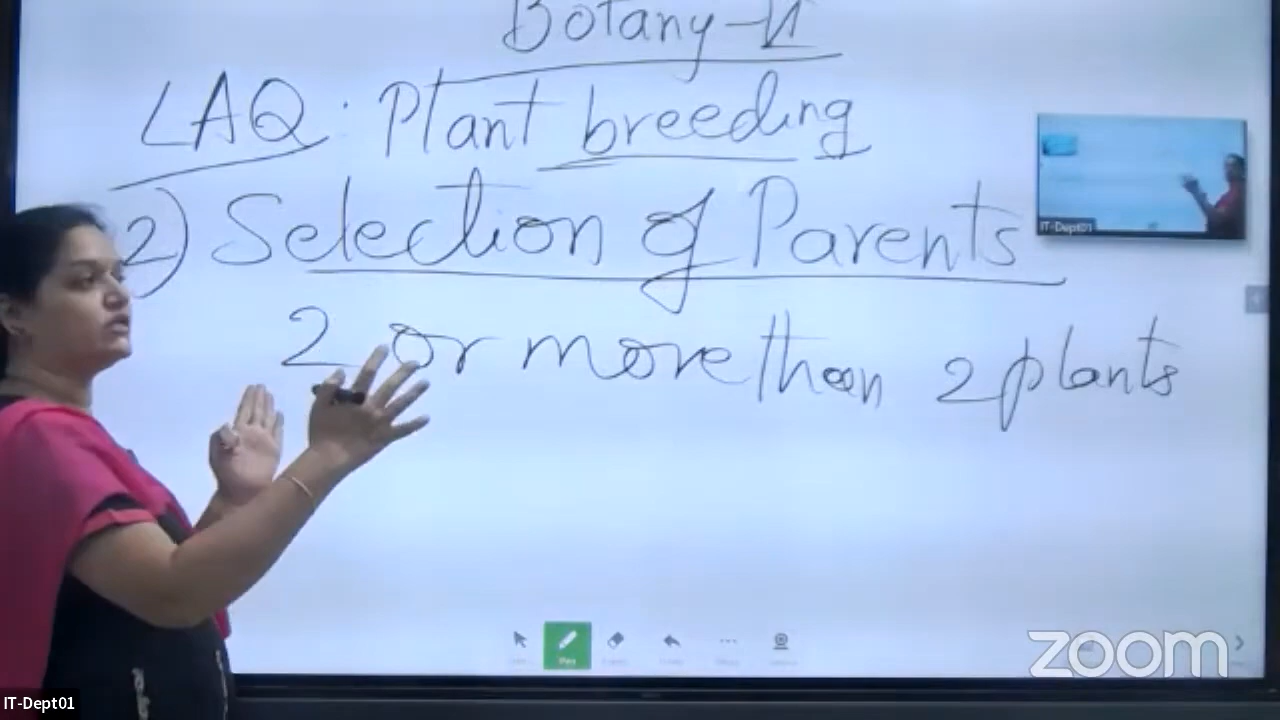 Botany-II
LAQ. Plant breeding
2) Selection of Parents
2 or more than 2 plants
IT-Dept01
Pen
zoom
IT-Dept01